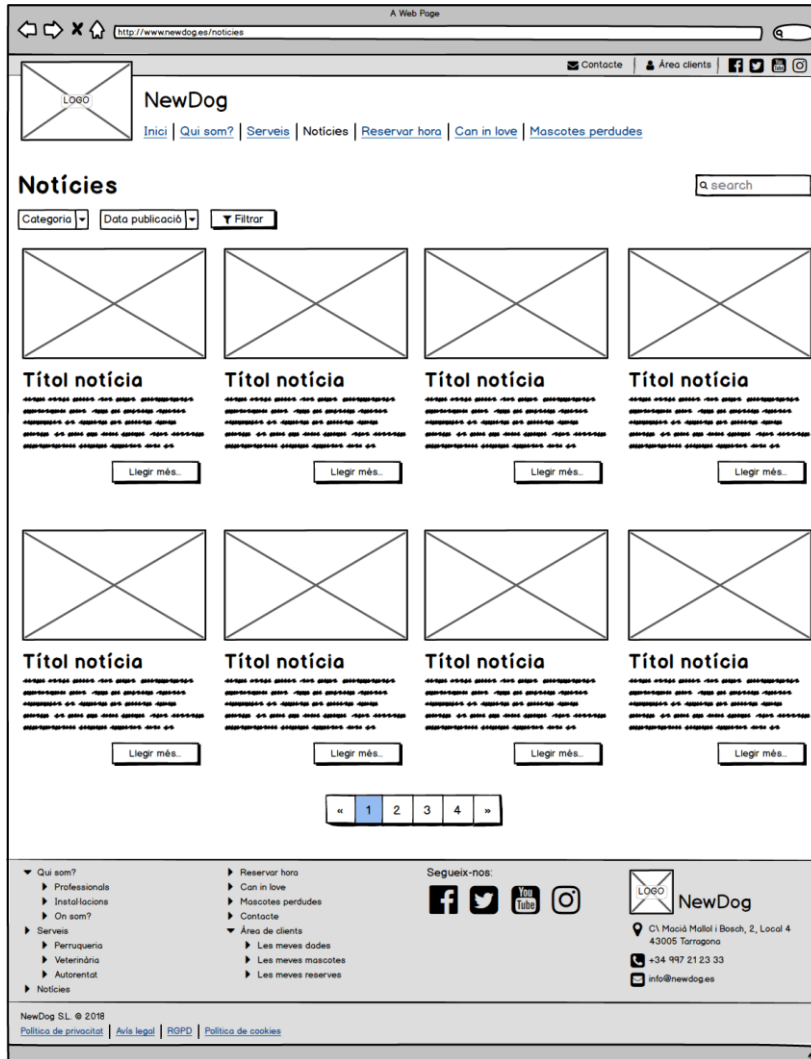 A Web Page
http://www.newdog.es/noticies
Contacte | Àrea clients
LOGO
NewDog
Inici | Qui som? | Serveis | Notícies | Reservar hora | Can in love | Mascotes perdudes
Notícies
search
Categoria Data publicació Filtrar
Títol notícia Títol notícia Títol notícia Títol notícia
Llegir més... Llegir més... Llegir més... Llegir més...
Títol notícia Títol notícia Títol notícia Títol notícia
Llegir més... Llegir més... Llegir més... Llegir més...
« 1 2 3 4 »
Qui som?
Professionals
Instal·lacions
On som?
Serveis
Perruqueria
Veterinària
Autorentat
Notícies
Reservar hora
Can in love
Mascotes perdudes
Contacte
Àrea de clients
Les meves dades
Les meves mascotes
Les meves reserves
Segueix-nos:
You Tube
LOGO
NewDog
C\ Macià Mallol i Bosch, 2, Local 4
43005 Tarragona
+34 997 21 23 33
info@newdog.es
NewDog S.L. © 2018
Política de privacitat | Avís legal | RGPD | Política de cookies